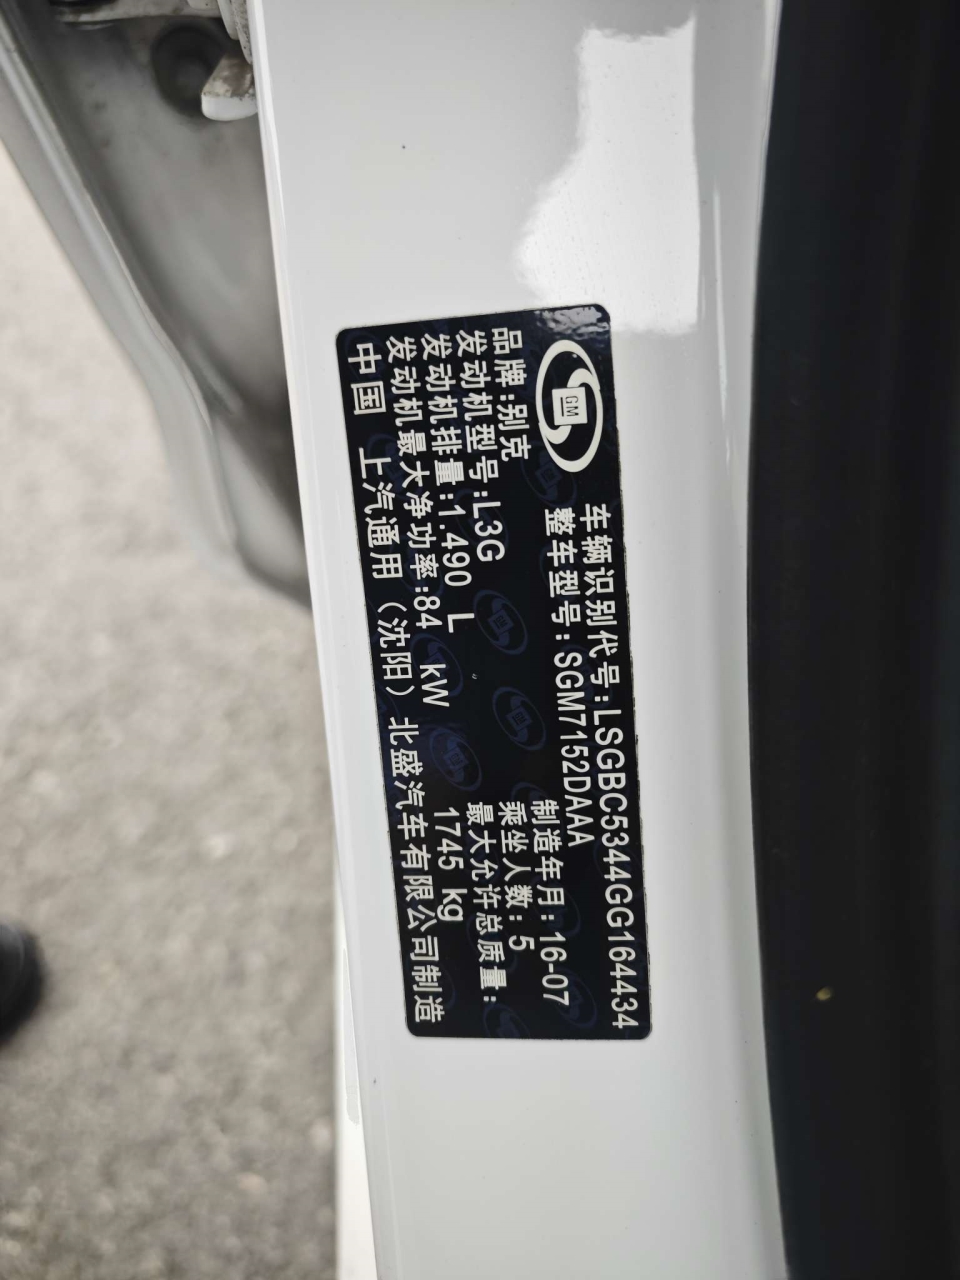 GM
车辆识别代号:LSGBC5344GG164434
整车型号:SGM7152DAAA
品牌:别克
制造年月:16-07
发动机型号:L3G
乘坐人数:5
发动机排量:1.490 L
最大允许总质量:
发动机最大净功率:84 kW
1745 kg
中国 上汽通用（沈阳）北盛汽车有限公司制造